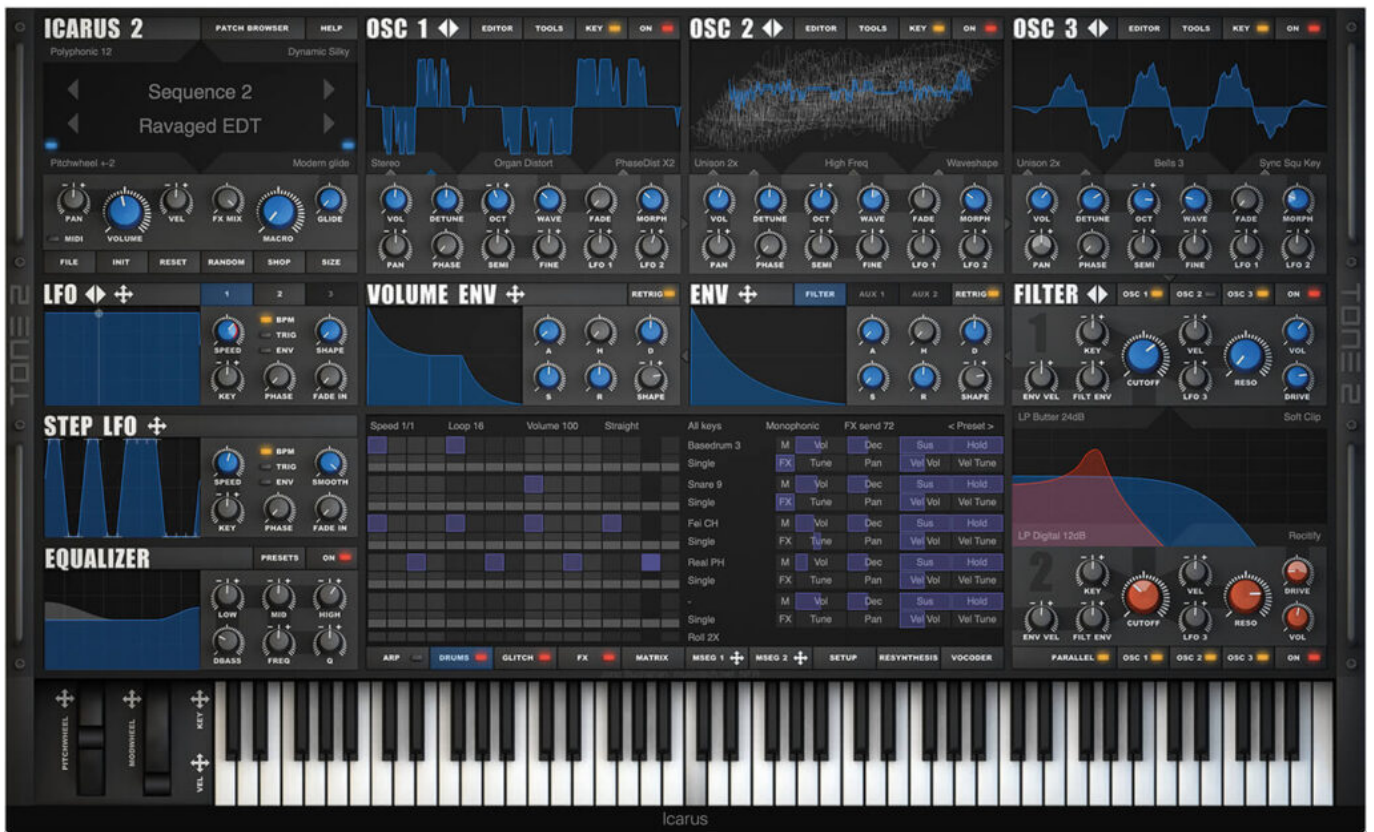 ICARUS 2 PATCH BROWSER HELP
Polyphonic 12 Dynamic Silky
Sequence 2
Ravaged EDT
Pitchwheel +-2 Modern glide
PAN VOLUME VEL FX MIX MACRO GLIDE
MIDI
FILE INIT RESET RANDOM SHOP SIZE
OSC 1 EDITOR TOOLS KEY ON
Stereo Organ Distort PhaseDist X2
VOL DETUNE OCT WAVE FADE MORPH
PAN PHASE SEMI FINE LFO 1 LFO 2
OSC 2 EDITOR TOOLS KEY ON
Unison 2x High Freq Waveshape
VOL DETUNE OCT WAVE FADE MORPH
PAN PHASE SEMI FINE LFO 1 LFO 2
OSC 3 EDITOR TOOLS KEY ON
Unison 2x Bells 3 Sync Squ Key
VOL DETUNE OCT WAVE FADE MORPH
PAN PHASE SEMI FINE LFO 1 LFO 2
TONE 2
TONE 2
LFO 1 2 3
BPM
TRIG
ENV
SPEED SHAPE
KEY PHASE FADE IN
VOLUME ENV RETRIG
A H D
S R SHAPE
ENV FILTER AUX 1 AUX 2 RETRIG
A H D
S R SHAPE
FILTER OSC 1 OSC 2 OSC 3 ON
1
KEY VEL VOL
CUTOFF RESO
ENV VEL FILT ENV LFO 3 DRIVE
LP Butter 24dB Soft Clip
LP Digital 12dB Rectify
2
KEY VEL DRIVE
CUTOFF RESO
ENV VEL FILT ENV LFO 3 VOL
PARALLEL OSC 1 OSC 2 OSC 3 ON
STEP LFO
BPM
TRIG
ENV
SPEED SMOOTH
KEY PHASE FADE IN
EQUALIZER PRESETS ON
LOW MID HIGH
DBASS FREQ Q
Speed 1/1 Loop 16 Volume 100 Straight All keys Monophonic FX send 72 < Preset >
Basedrum 3 M Vol Dec Sus Hold
Single FX Tune Pan Vel Vol Vel Tune
Snare 9 M Vol Dec Sus Hold
Single FX Tune Pan Vel Vol Vel Tune
Fei CH M Vol Dec Sus Hold
Single FX Tune Pan Vel Vol Vel Tune
Real PH M Vol Dec Sus Hold
Single FX Tune Pan Vel Vol Vel Tune
- M Vol Dec Sus Hold
Single FX Tune Pan Vel Vol Vel Tune
Roll 2X
ARP DRUMS GLITCH FX MATRIX MSEG 1 MSEG 2 SETUP RESYNTHESIS VOCODER
PITCHWHEEL MODWHEEL KEY VEL
Icarus